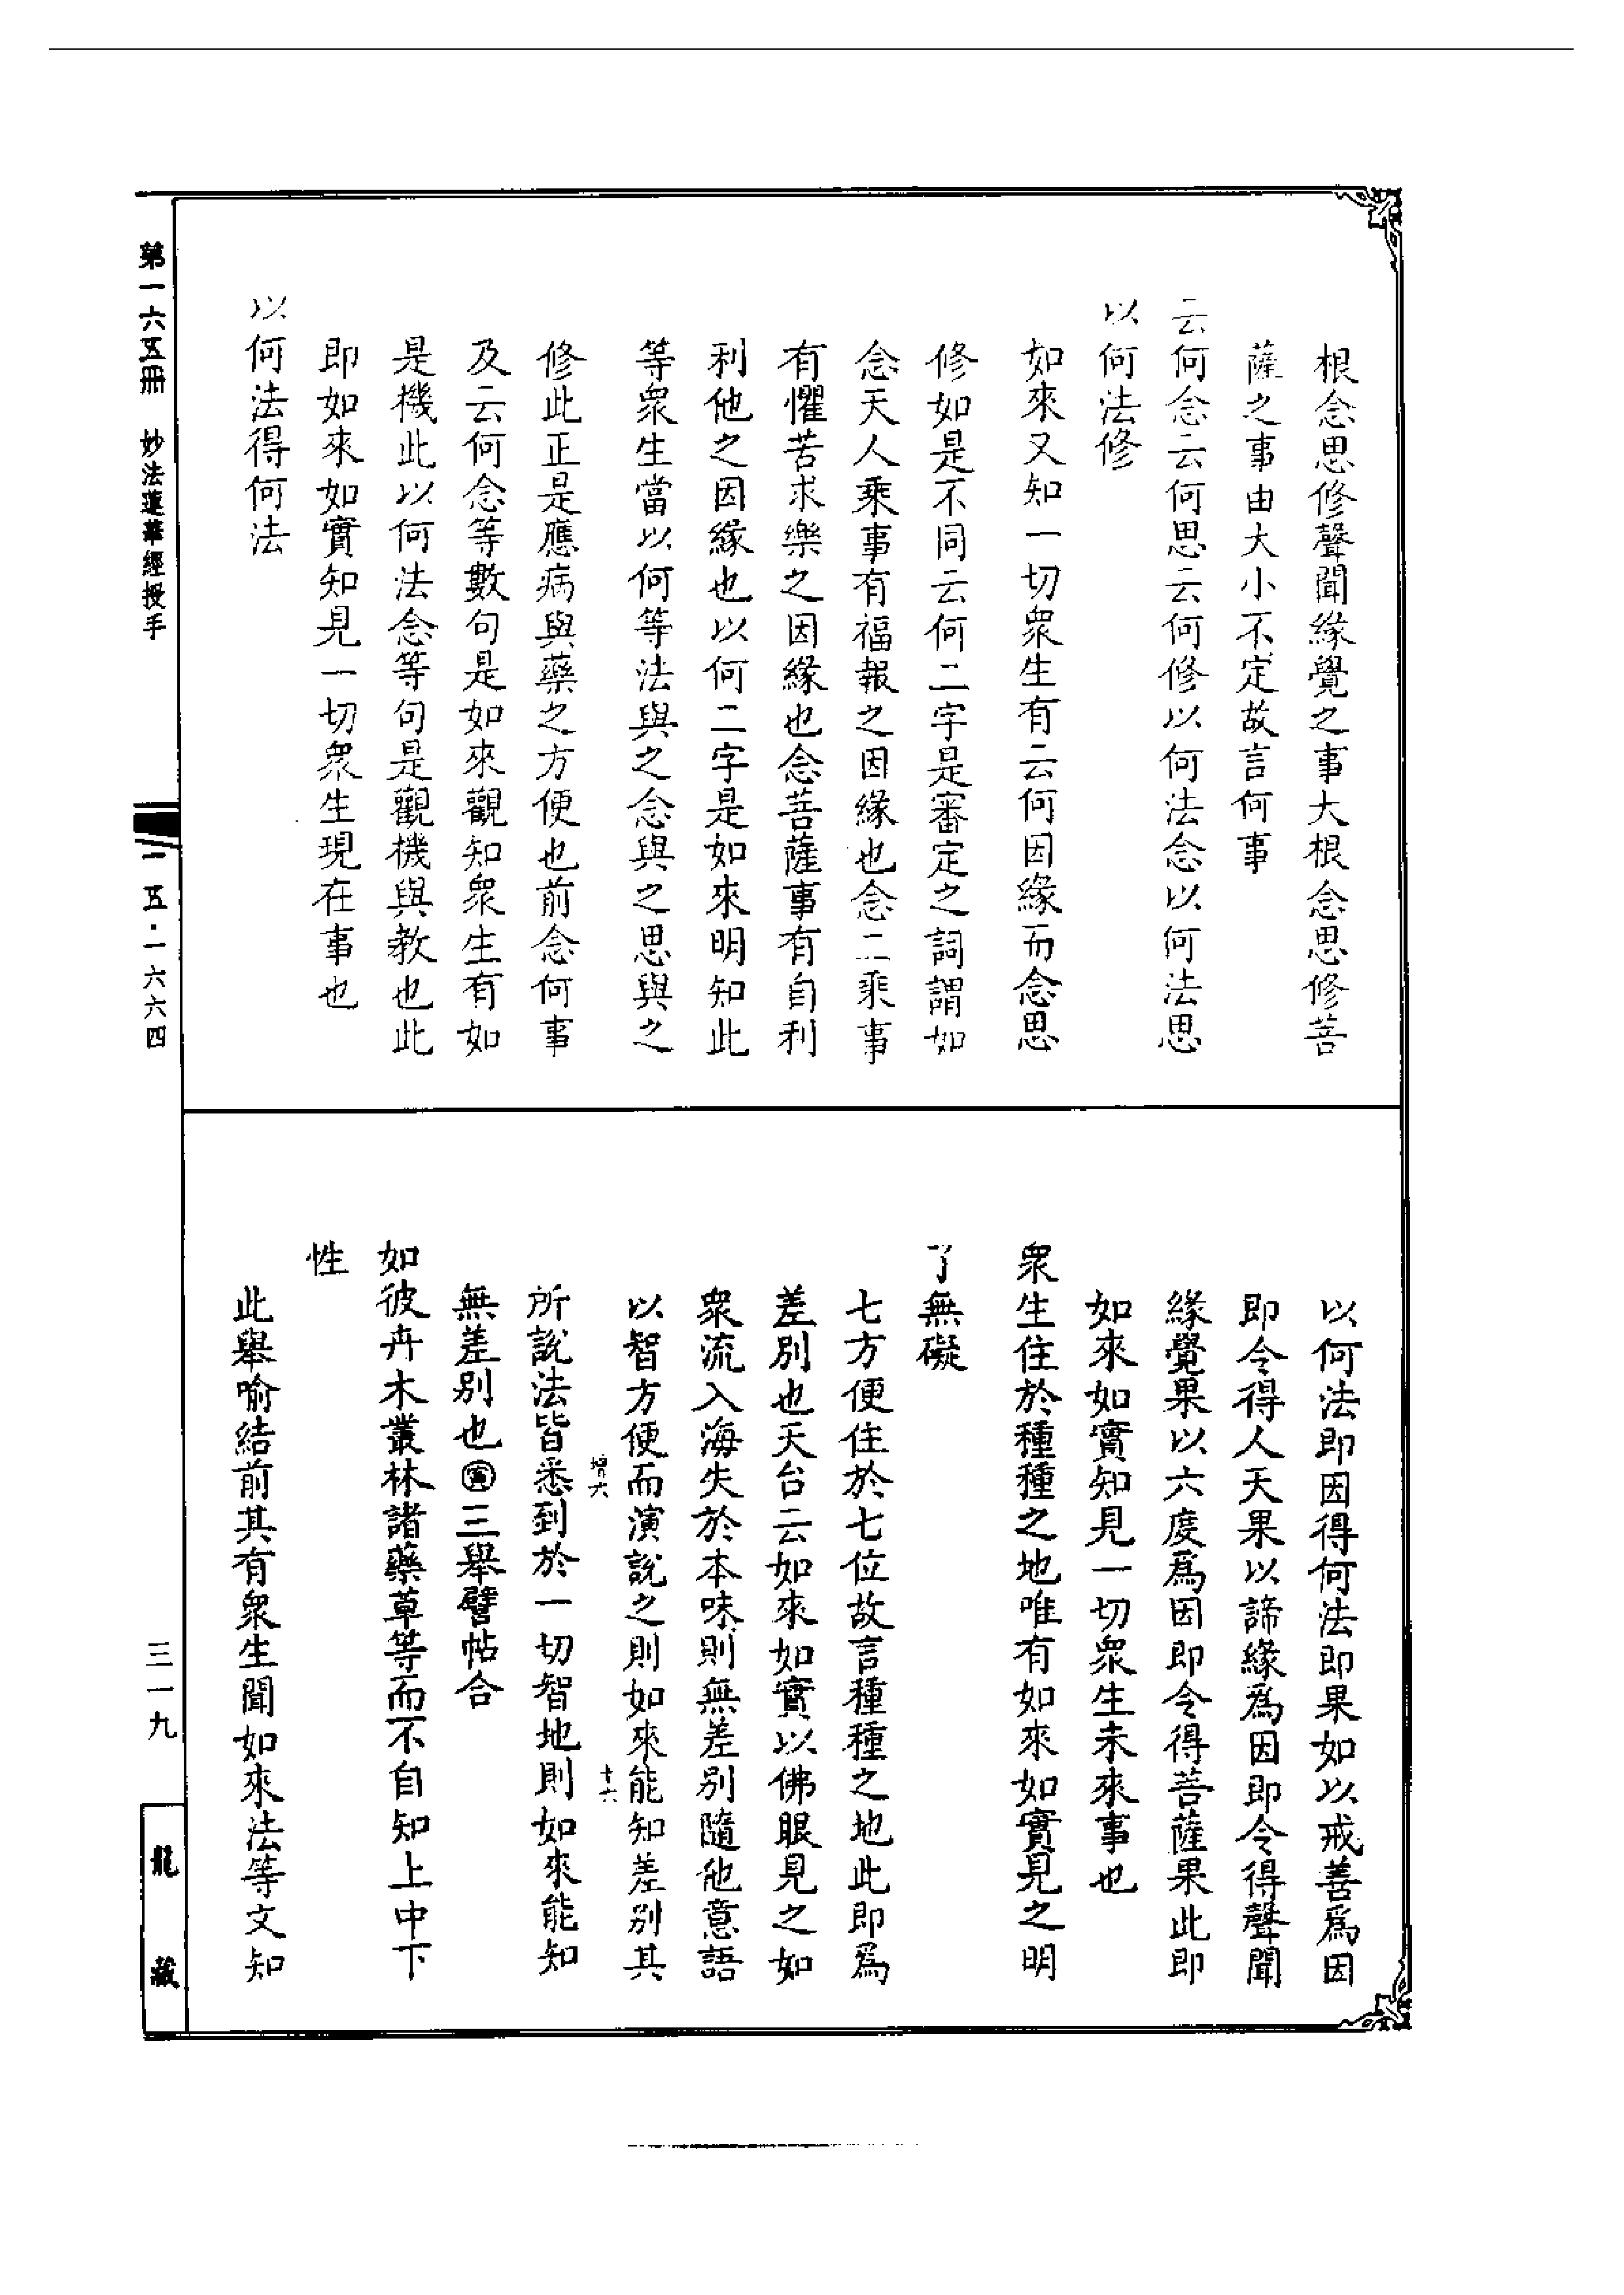 根念思修聲聞緣覺之事大根念思修菩
薩之事由大小不定故言何事
云何念云何思云何修以何法念以何法思
以何法修
如來又知一切眾生有云何因緣而念思
修如是不同云何二字是審定之詞謂如
念天人乘事有福報之因緣也念二乘事
有懼苦求樂之因緣也念菩薩事有自利
利他之因緣也以何二字是如來明知此
等眾生當以何等法與之念與之思與之
修此正是應病與藥之方便也前念何事
及云何念等數句是如來觀知眾生有如
是機此以何法念等句是觀機與教也此
即如來如實知見一切眾生現在事也
以何法得何法
以何法即因得何法即果如以戒善爲因
即令得人天果以諦緣爲因即令得聲聞
緣覺果以六度爲因即令得菩薩果此即
如來如實知見一切眾生未來事也
眾生住於種種之地唯有如來如實見之明
了無礙
七方便住於七位故言種種之地此即爲
差別也天台云如來如實以佛眼見之如
眾流入海失於本味則無差別隨他意語
以智方便而演說之則如來能知差別其
所說法皆悉到於一切智地則如來能知
無差別也㊢三舉譬帖合
如彼卉木叢林諸藥草等而不自知上中下
性
此舉喻結前其有眾生聞如來法等文知
第一六五冊 妙法蓮華經授手
一五·一六六四
三一九
龍藏